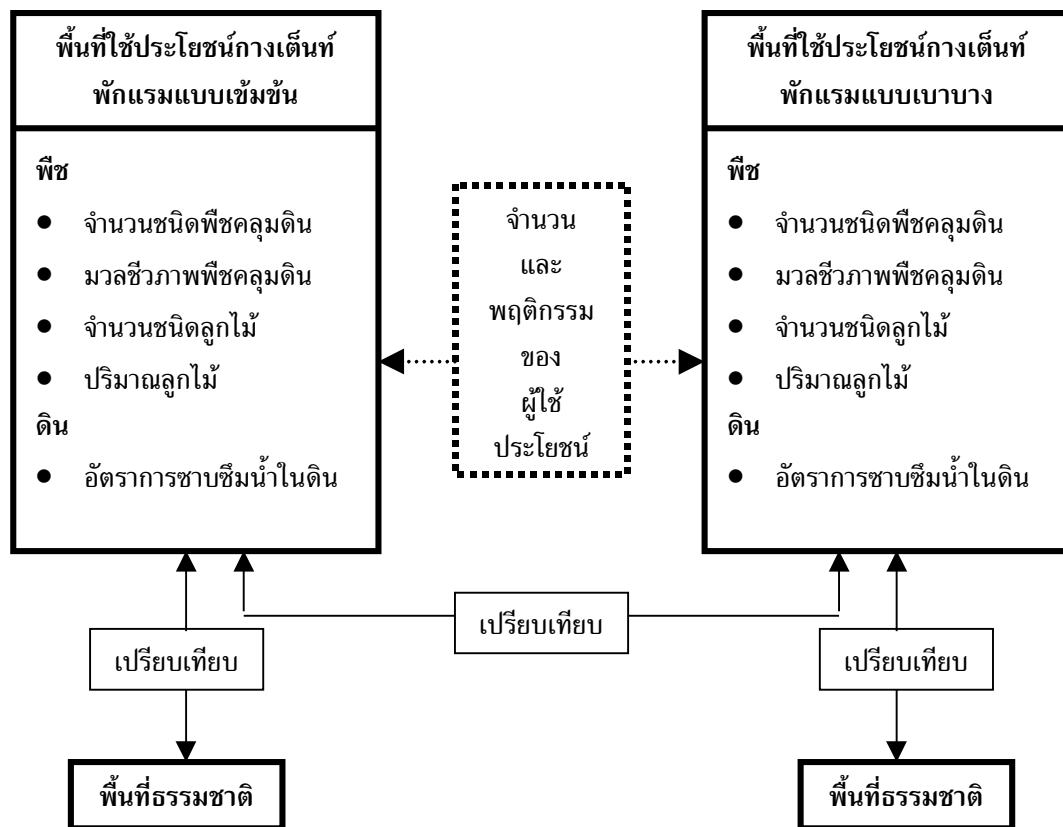 พื้นที่ใช้ประโยชน์กางเต็นท์
พักแรมแบบเข้มข้น
พืช
● จำนวนชนิดพืชคลุมดิน
● มวลชีวภาพพืชคลุมดิน
● จำนวนชนิดลูกไม้
● ปริมาณลูกไม้
ดิน
● อัตราการซาบซึมน้ำในดิน
จำนวน
และ
พฤติกรรม
ของ
ผู้ใช้
ประโยชน์
พื้นที่ใช้ประโยชน์กางเต็นท์
พักแรมแบบเบาบาง
พืช
● จำนวนชนิดพืชคลุมดิน
● มวลชีวภาพพืชคลุมดิน
● จำนวนชนิดลูกไม้
● ปริมาณลูกไม้
ดิน
● อัตราการซาบซึมน้ำในดิน
เปรียบเทียบ
เปรียบเทียบ
เปรียบเทียบ
พื้นที่ธรรมชาติ
พื้นที่ธรรมชาติ